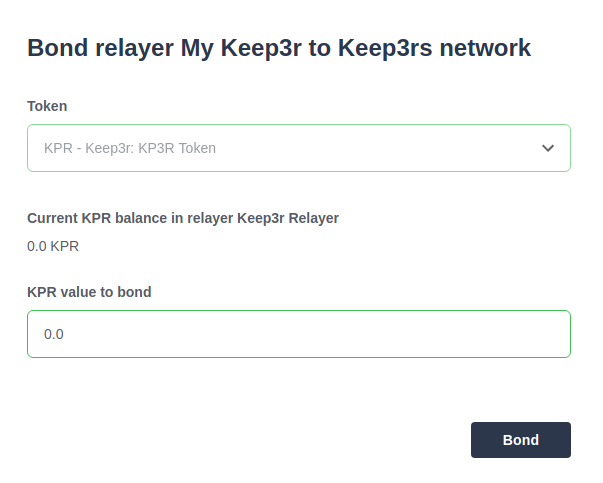 Bond relayer My Keep3r to Keep3rs network
Token
KPR - Keep3r: KP3R Token
Current KPR balance in relayer Keep3r Relayer
0.0 KPR
KPR value to bond
0.0
Bond